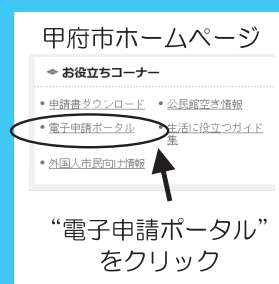 甲府市ホームページ
お役立ちコーナー
• 申請書ダウンロード • 公民館空き情報
• 電子申請ポータル • 生活に役立つガイド
集
• 外国人市民向け情報
“電子申請ポータル”
をクリック